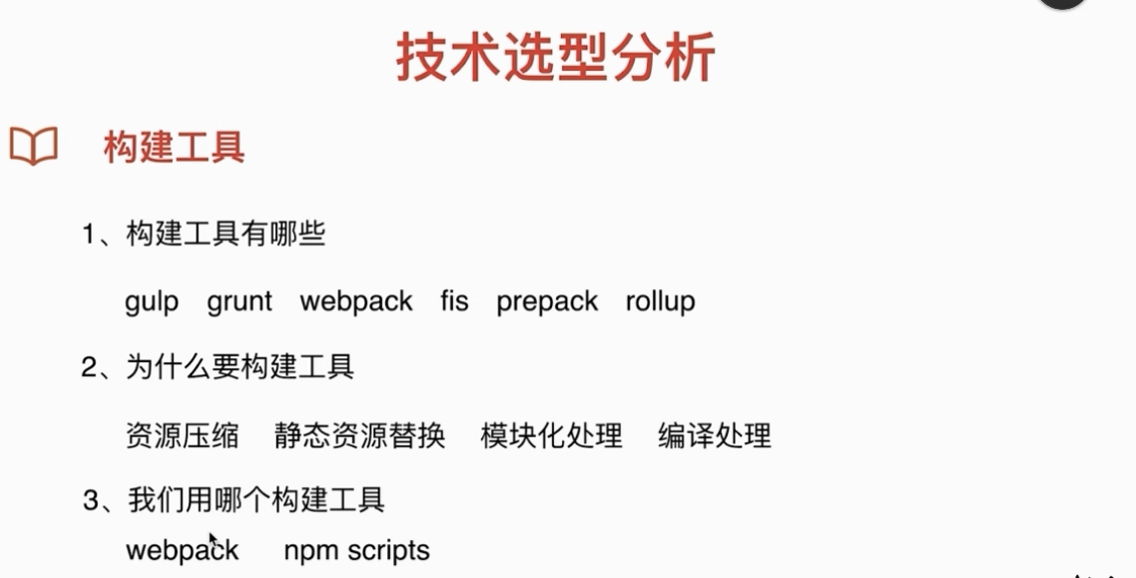 技术选型分析
构建工具
1、构建工具有哪些
gulp grunt webpack fis prepack rollup
2、为什么要构建工具
资源压缩 静态资源替换 模块化处理 编译处理
3、我们用哪个构建工具
webpack npm scripts